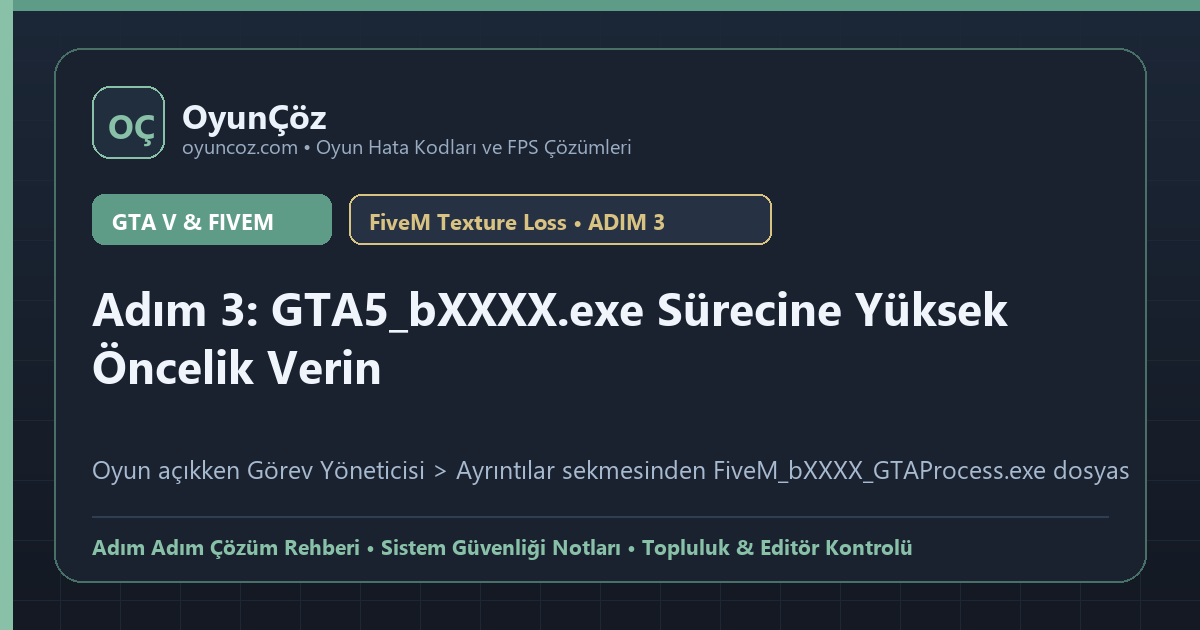 OÇ
OyunÇöz
oyuncoz.com • Oyun Hata Kodları ve FPS Çözümleri
GTA V & FIVEM
FiveM Texture Loss • ADIM 3
Adım 3: GTA5_bXXXX.exe Sürecine Yüksek
Öncelik Verin
Oyun açıkken Görev Yöneticisi > Ayrıntılar sekmesinden FiveM_bXXXX_GTAProcess.exe dosyas
Adım Adım Çözüm Rehberi • Sistem Güvenliği Notları • Topluluk & Editör Kontrolü